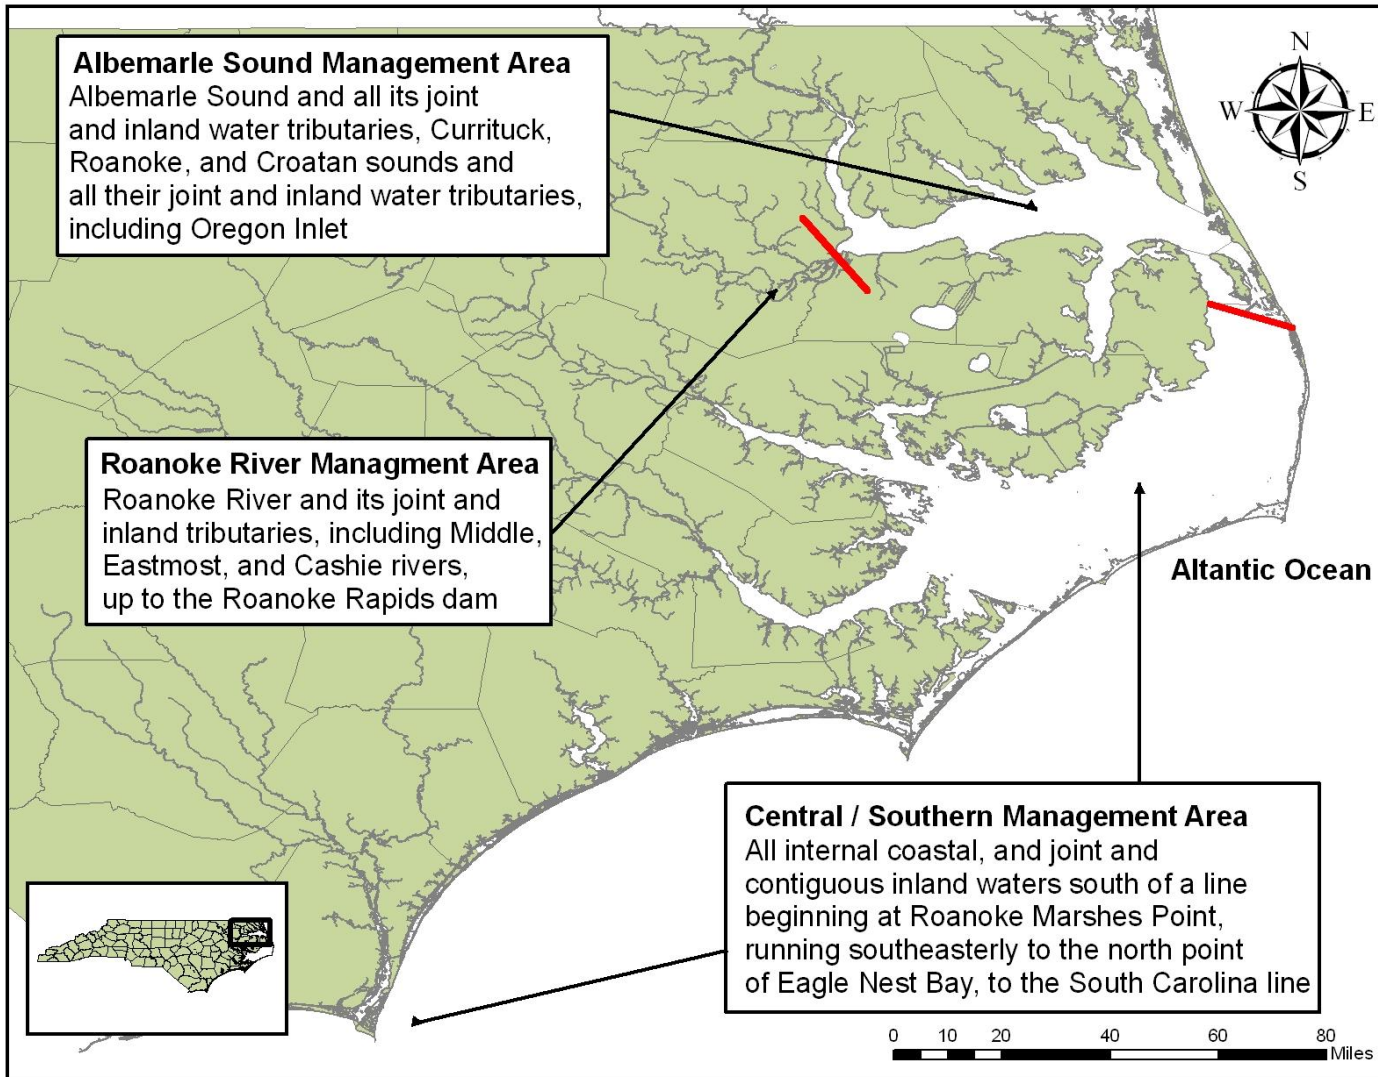 Albemarle Sound Management Area
Albemarle Sound and all its joint
and inland water tributaries, Currituck,
Roanoke, and Croatan sounds and
all their joint and inland water tributaries,
including Oregon Inlet
N
W E
S
Roanoke River Managment Area
Roanoke River and its joint and
inland tributaries, including Middle,
Eastmost, and Cashie rivers,
up to the Roanoke Rapids dam
Altantic Ocean
Central / Southern Management Area
All internal coastal, and joint and
contiguous inland waters south of a line
beginning at Roanoke Marshes Point,
running southeasterly to the north point
of Eagle Nest Bay, to the South Carolina line
0 10 20 40 60 80
Miles